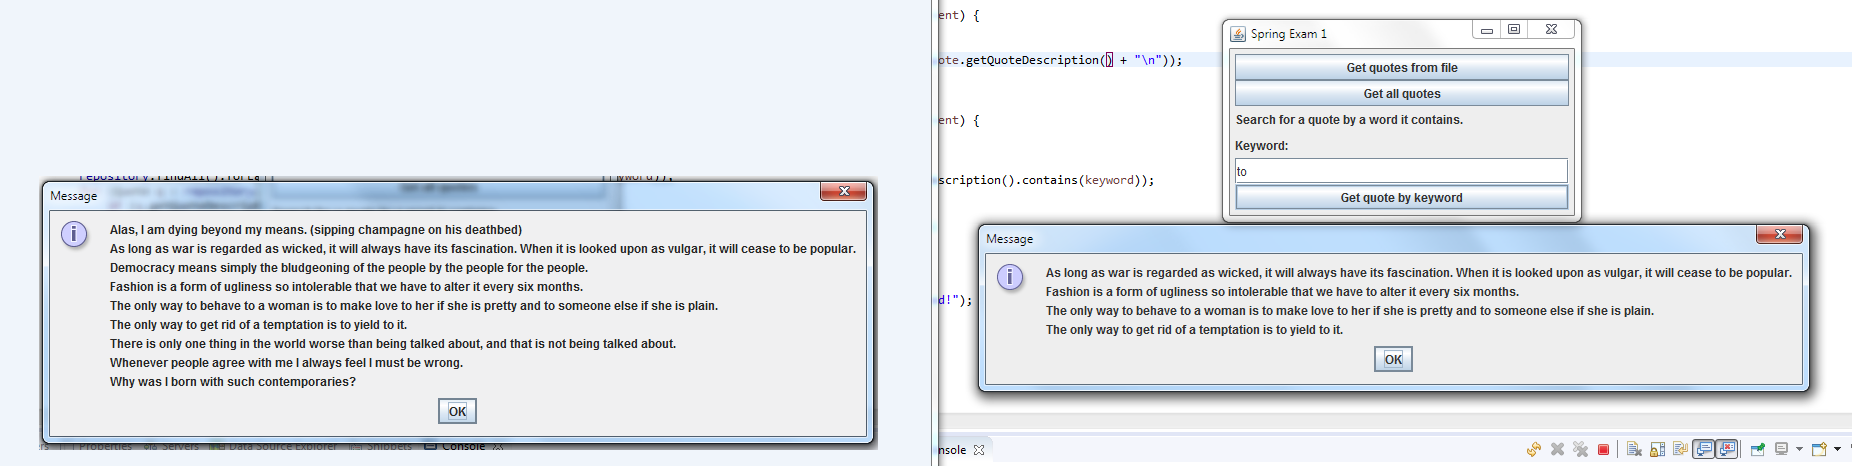 repository.findAll().forEa
yword));
Get all quotes
Message
Alas, I am dying beyond my means. (sipping champagne on his deathbed)
As long as war is regarded as wicked, it will always have its fascination. When it is looked upon as vulgar, it will cease to be popular.
Democracy means simply the bludgeoning of the people by the people for the people.
Fashion is a form of ugliness so intolerable that we have to alter it every six months.
The only way to behave to a woman is to make love to her if she is pretty and to someone else if she is plain.
The only way to get rid of a temptation is to yield to it.
There is only one thing in the world worse than being talked about, and that is not being talked about.
Whenever people agree with me I always feel I must be wrong.
Why was I born with such contemporaries?
OK
Properties Servers Data Source Explorer Snippets Console
ent) {
ote.getQuoteDescription() + "\n"));
ent) {
scription().contains(keyword));
d!");
Spring Exam 1
Get quotes from file
Get all quotes
Search for a quote by a word it contains.
Keyword:
to
Get quote by keyword
Message
As long as war is regarded as wicked, it will always have its fascination. When it is looked upon as vulgar, it will cease to be popular.
Fashion is a form of ugliness so intolerable that we have to alter it every six months.
The only way to behave to a woman is to make love to her if she is pretty and to someone else if she is plain.
The only way to get rid of a temptation is to yield to it.
OK
nsole